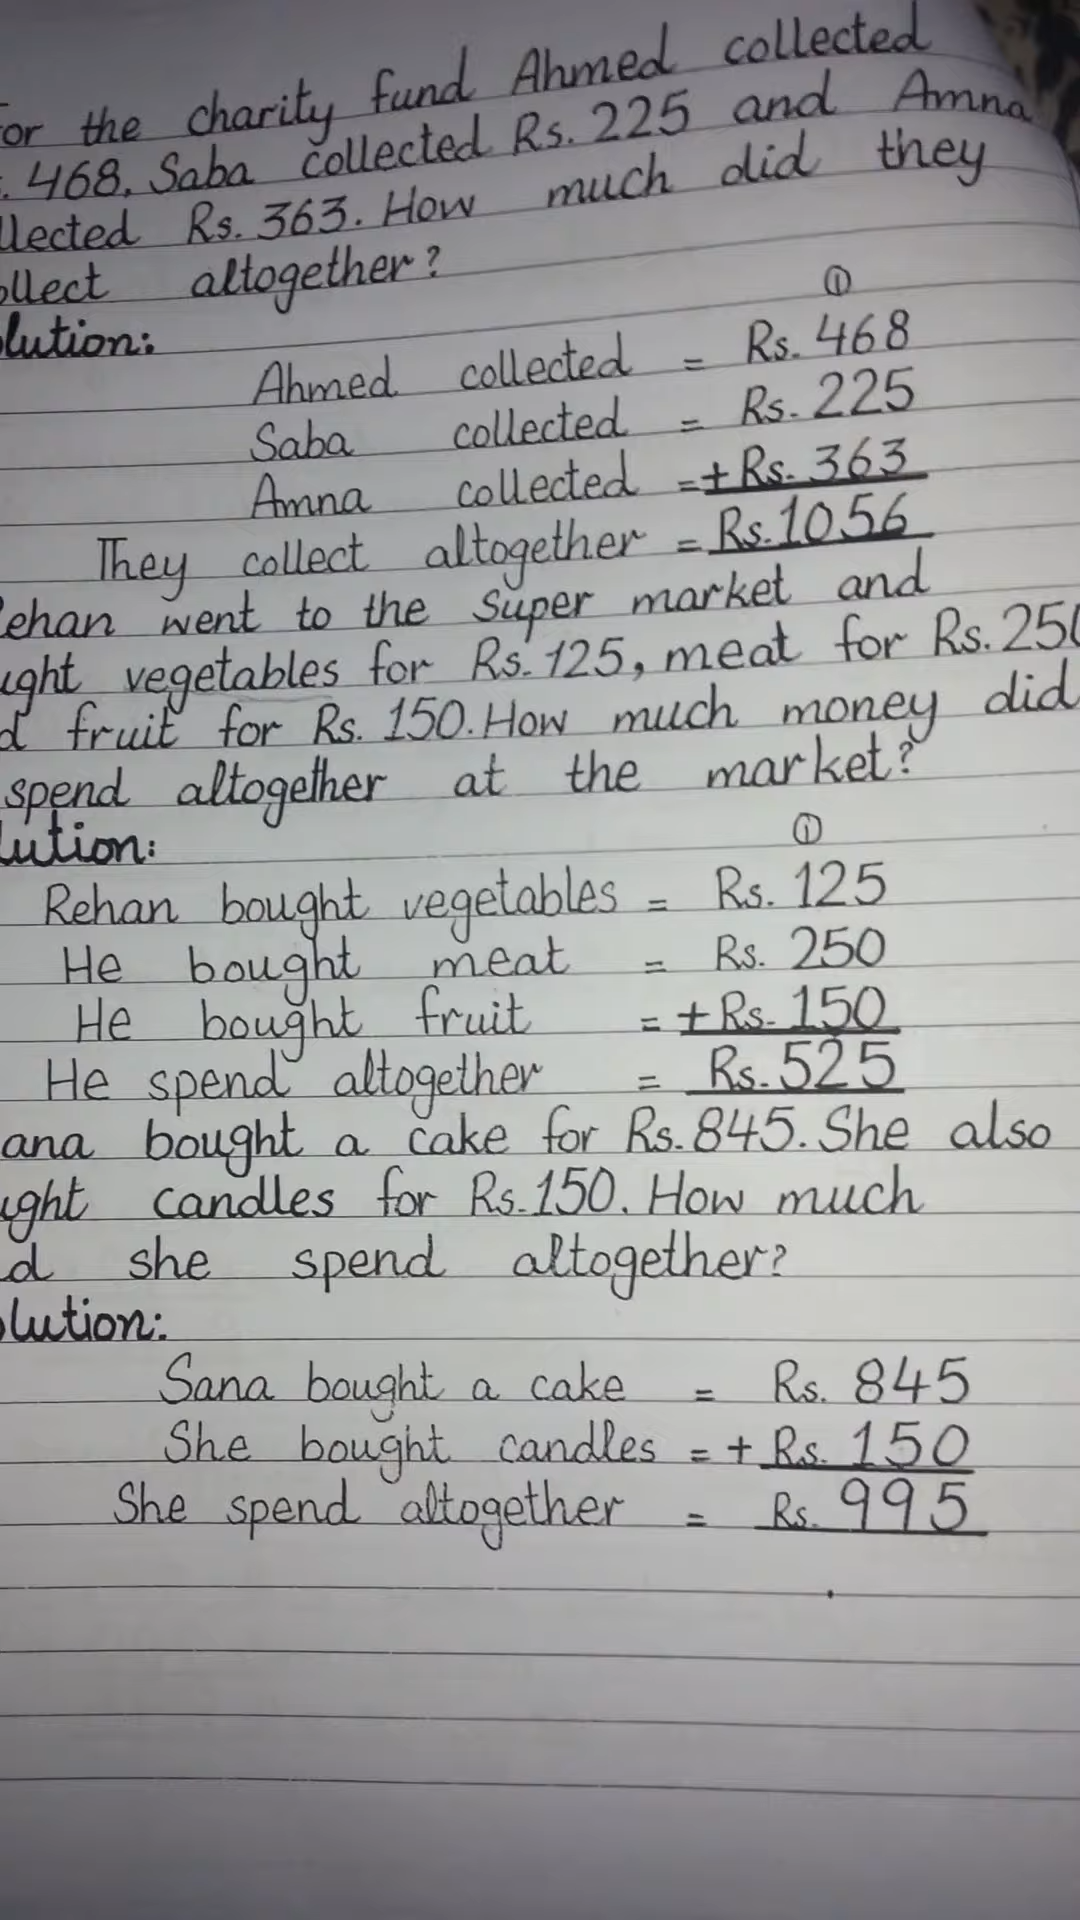 or the charity fund Ahmed collected
. 468. Saba collected Rs. 225 and Amna
llected Rs. 363. How much did they
ollect altogether?
lution:
①
Ahmed collected = Rs. 468
Saba collected = Rs. 225
Amna collected =+Rs. 363
They collect altogether = Rs. 1056
ehan went to the Super market and
ught vegetables for Rs. 125, meat for Rs. 250
d fruit for Rs. 150. How much money did
spend altogether at the market?
lution:
①
Rehan bought vegetables = Rs. 125
He bought meat = Rs. 250
He bought fruit = +Rs. 150
He spend altogether = Rs. 525
ana bought a cake for Rs. 845. She also
ught candles for Rs. 150. How much
d she spend altogether?
olution:
Sana bought a cake = Rs. 845
She bought candles = + Rs. 150
She spend altogether = Rs. 995